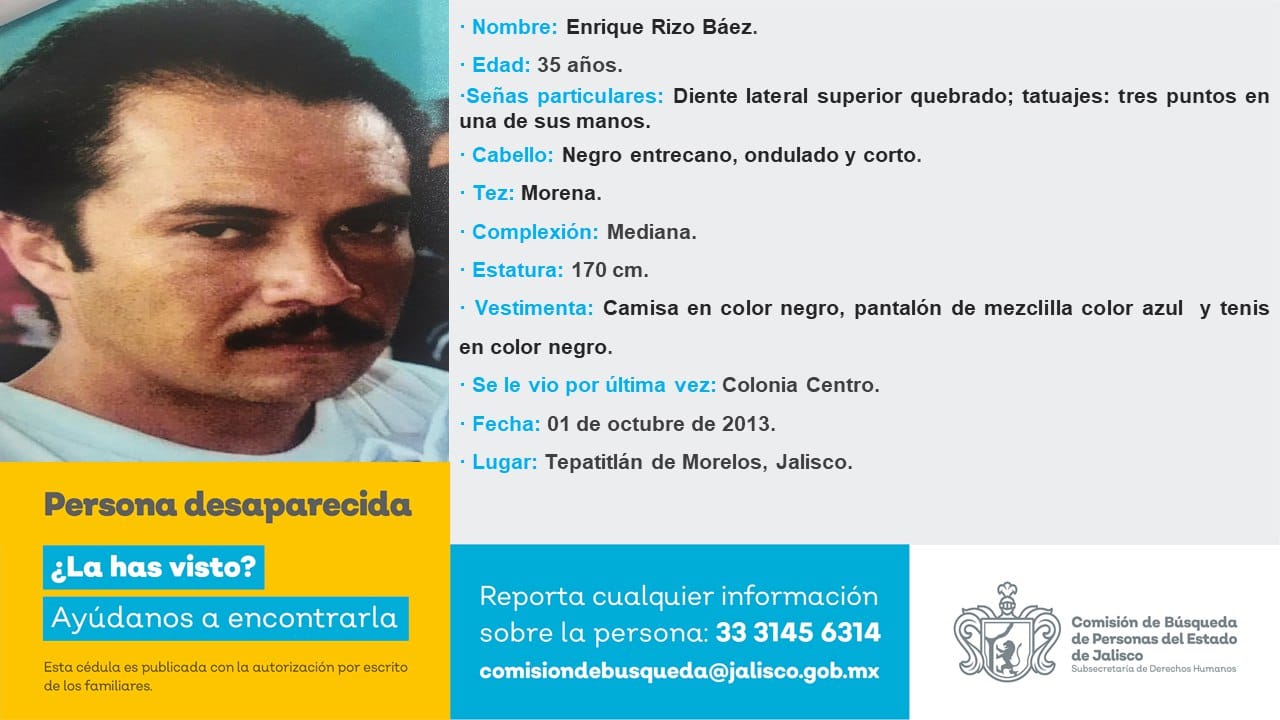 · Nombre: Enrique Rizo Báez.
· Edad: 35 años.
·Señas particulares: Diente lateral superior quebrado; tatuajes: tres puntos en
una de sus manos.
· Cabello: Negro entrecano, ondulado y corto.
· Tez: Morena.
· Complexión: Mediana.
· Estatura: 170 cm.
· Vestimenta: Camisa en color negro, pantalón de mezclilla color azul y tenis
en color negro.
· Se le vio por última vez: Colonia Centro.
· Fecha: 01 de octubre de 2013.
· Lugar: Tepatitlán de Morelos, Jalisco.
Persona desaparecida
¿La has visto?
Ayúdanos a encontrarla
Esta cédula es publicada con la autorización por escrito
de los familiares.
Reporta cualquier información
sobre la persona: 33 3145 6314
comisiondebusqueda@jalisco.gob.mx
Comisión de Búsqueda
de Personas del Estado
de Jalisco
Subsecretaría de Derechos Humanos